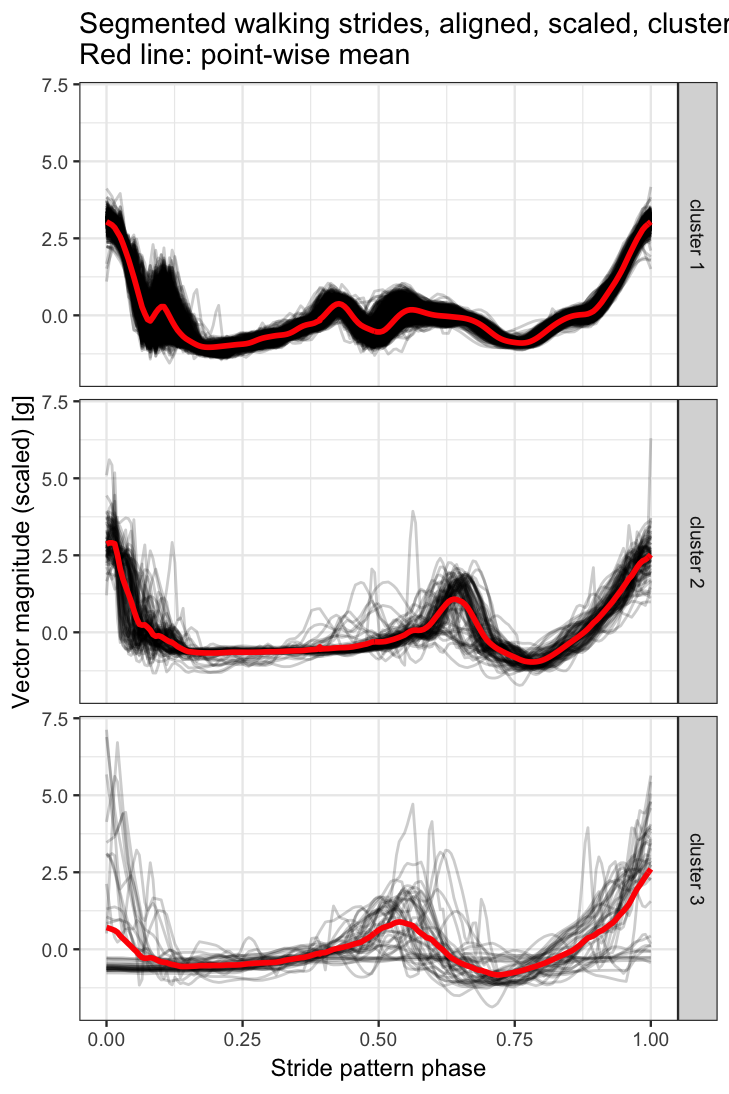 Segmented walking strides, aligned, scaled, cluster
Red line: point-wise mean
7.5
5.0
2.5
0.0
cluster 1
7.5
5.0
2.5
0.0
cluster 2
Vector magnitude (scaled) [g]
7.5
5.0
2.5
0.0
cluster 3
0.00 0.25 0.50 0.75 1.00
Stride pattern phase